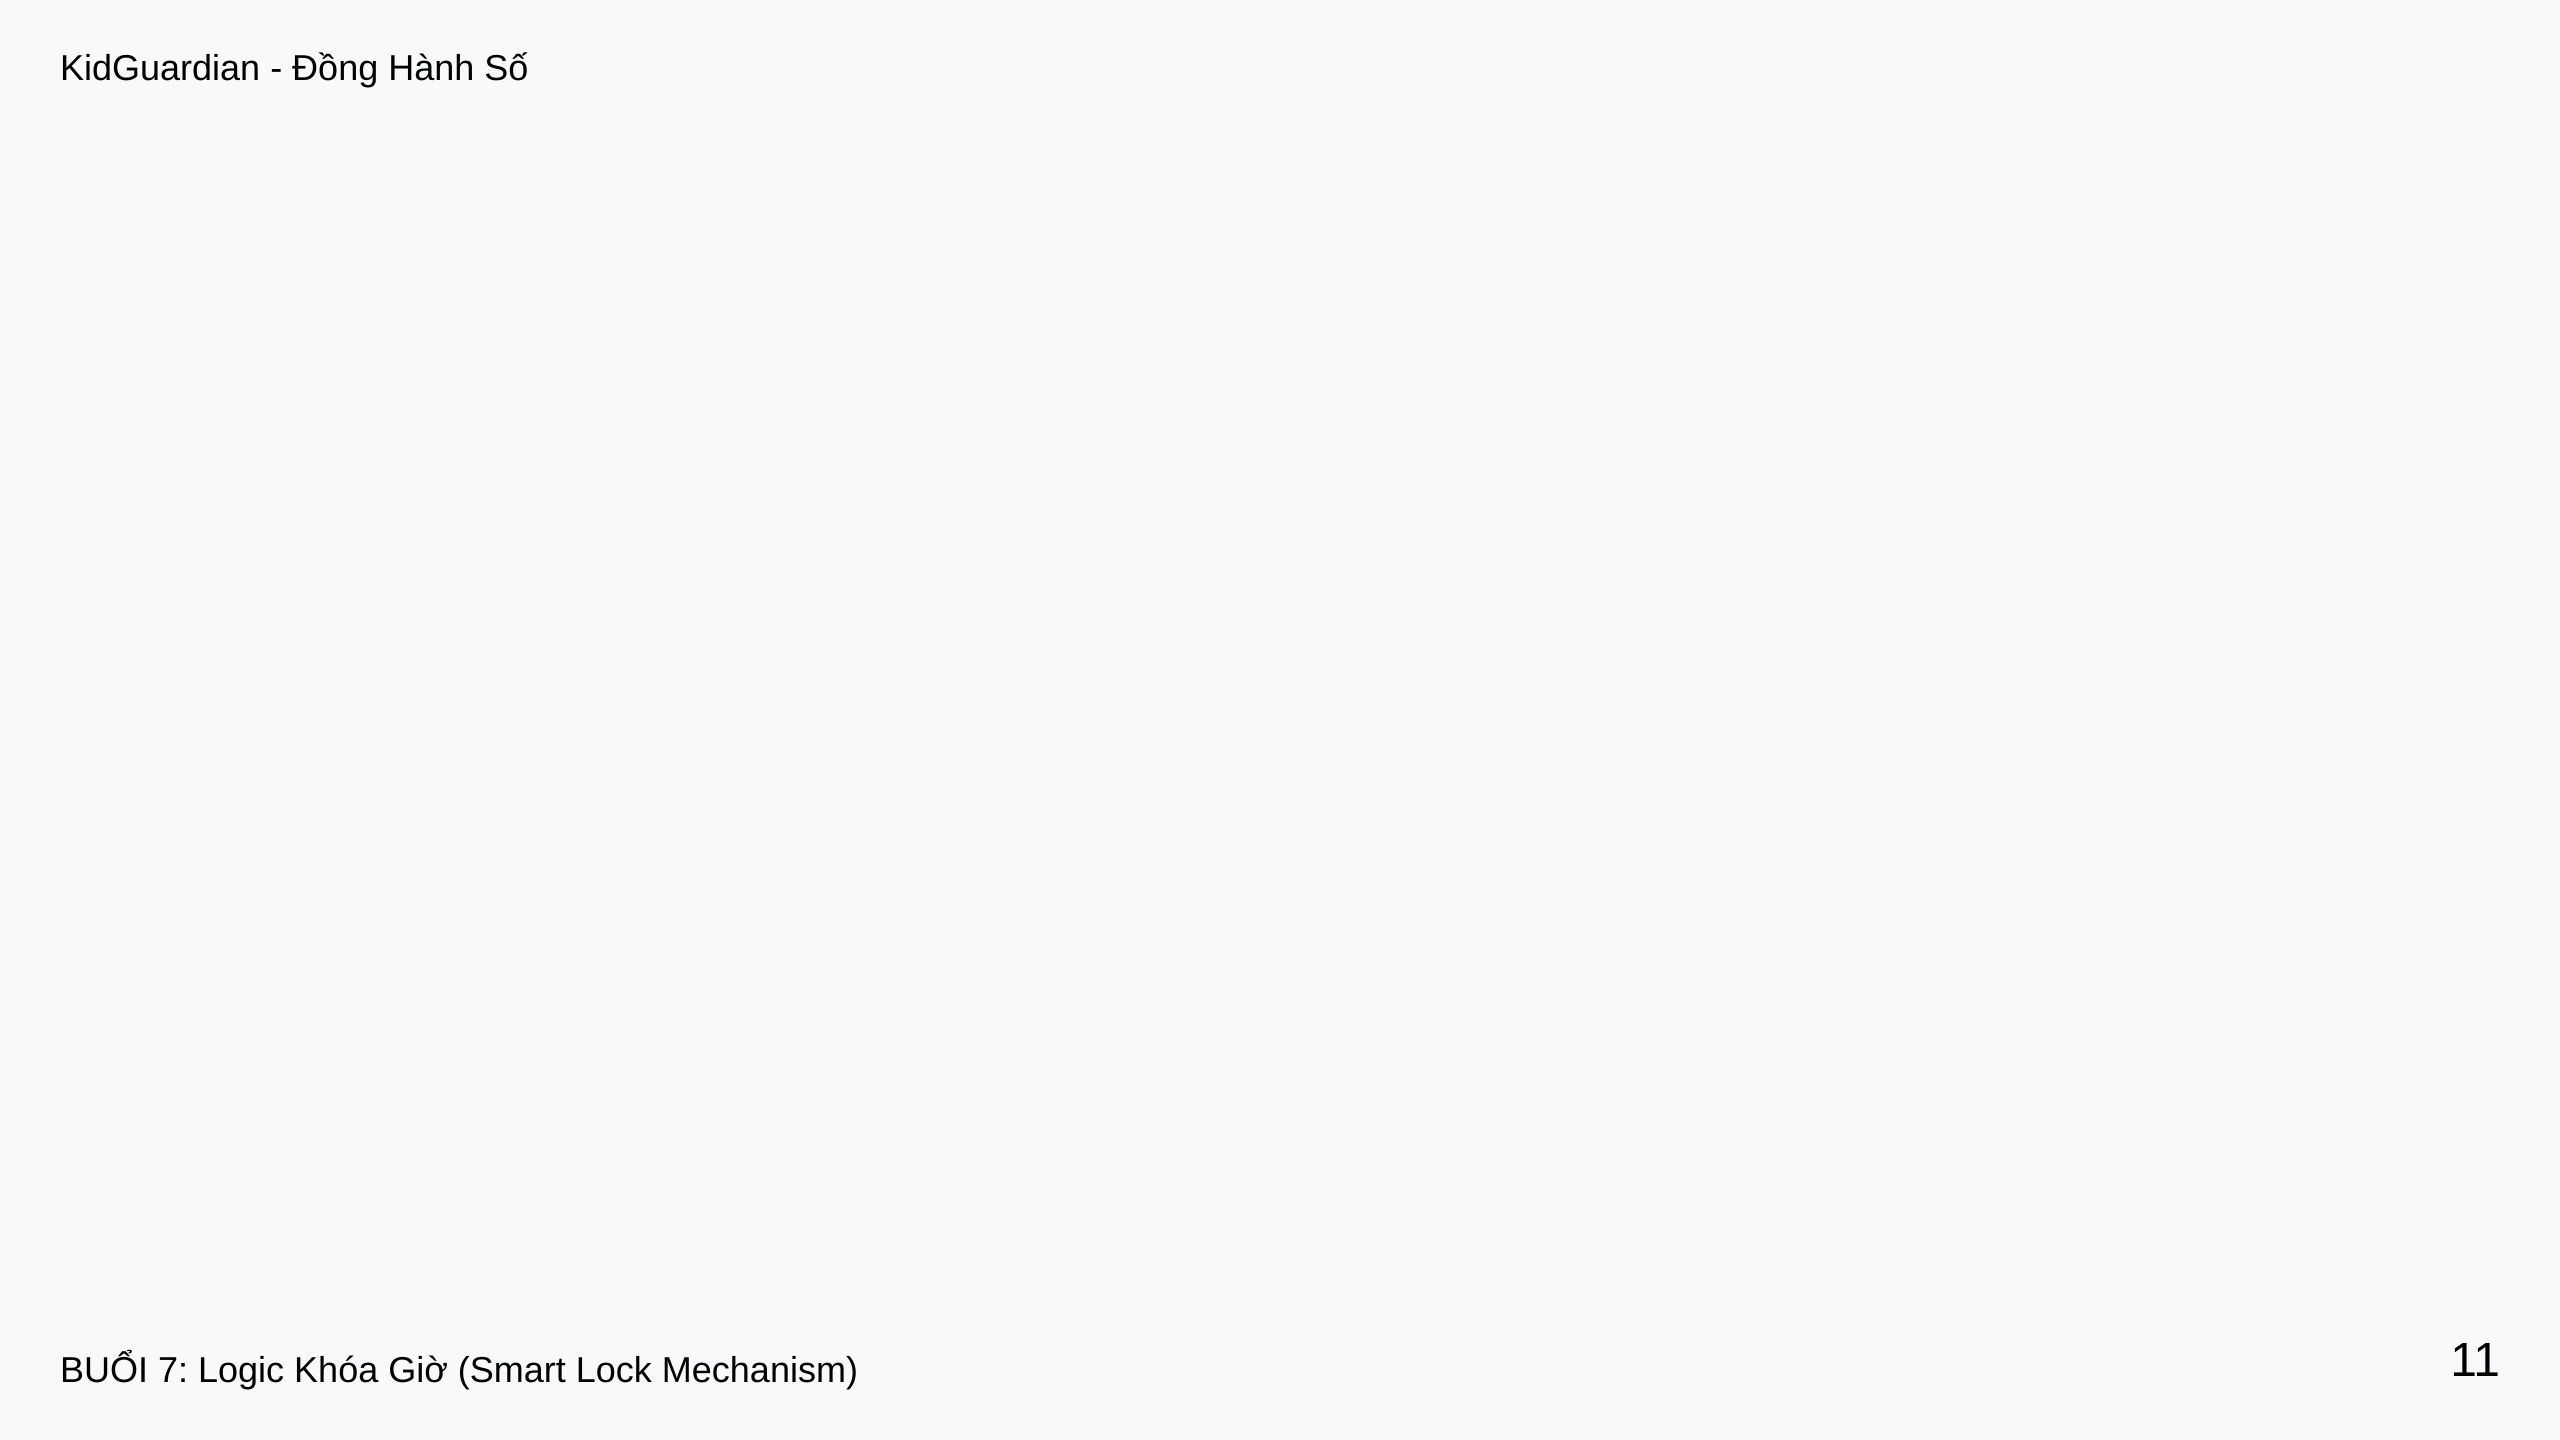 KidGuardian - Đồng Hành Số
BUỔI 7: Logic Khóa Giờ (Smart Lock Mechanism)
11